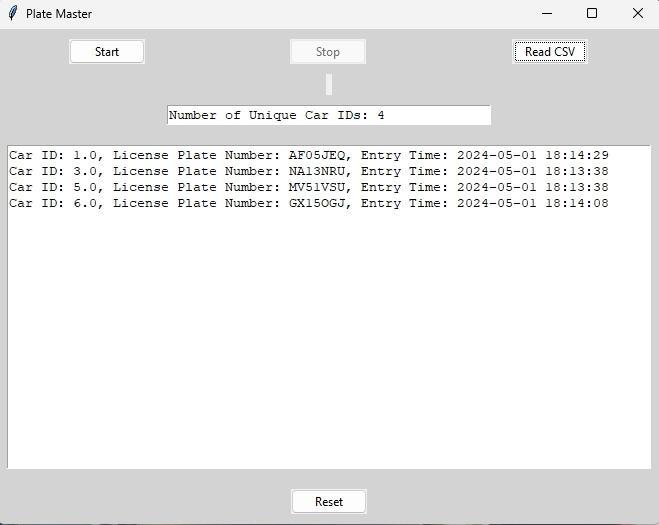 Plate Master
Start Stop Read CSV
Number of Unique Car IDs: 4
Car ID: 1.0, License Plate Number: AF05JEQ, Entry Time: 2024-05-01 18:14:29
Car ID: 3.0, License Plate Number: NA13NRU, Entry Time: 2024-05-01 18:13:38
Car ID: 5.0, License Plate Number: MV51VSU, Entry Time: 2024-05-01 18:13:38
Car ID: 6.0, License Plate Number: GX15OGJ, Entry Time: 2024-05-01 18:14:08
Reset